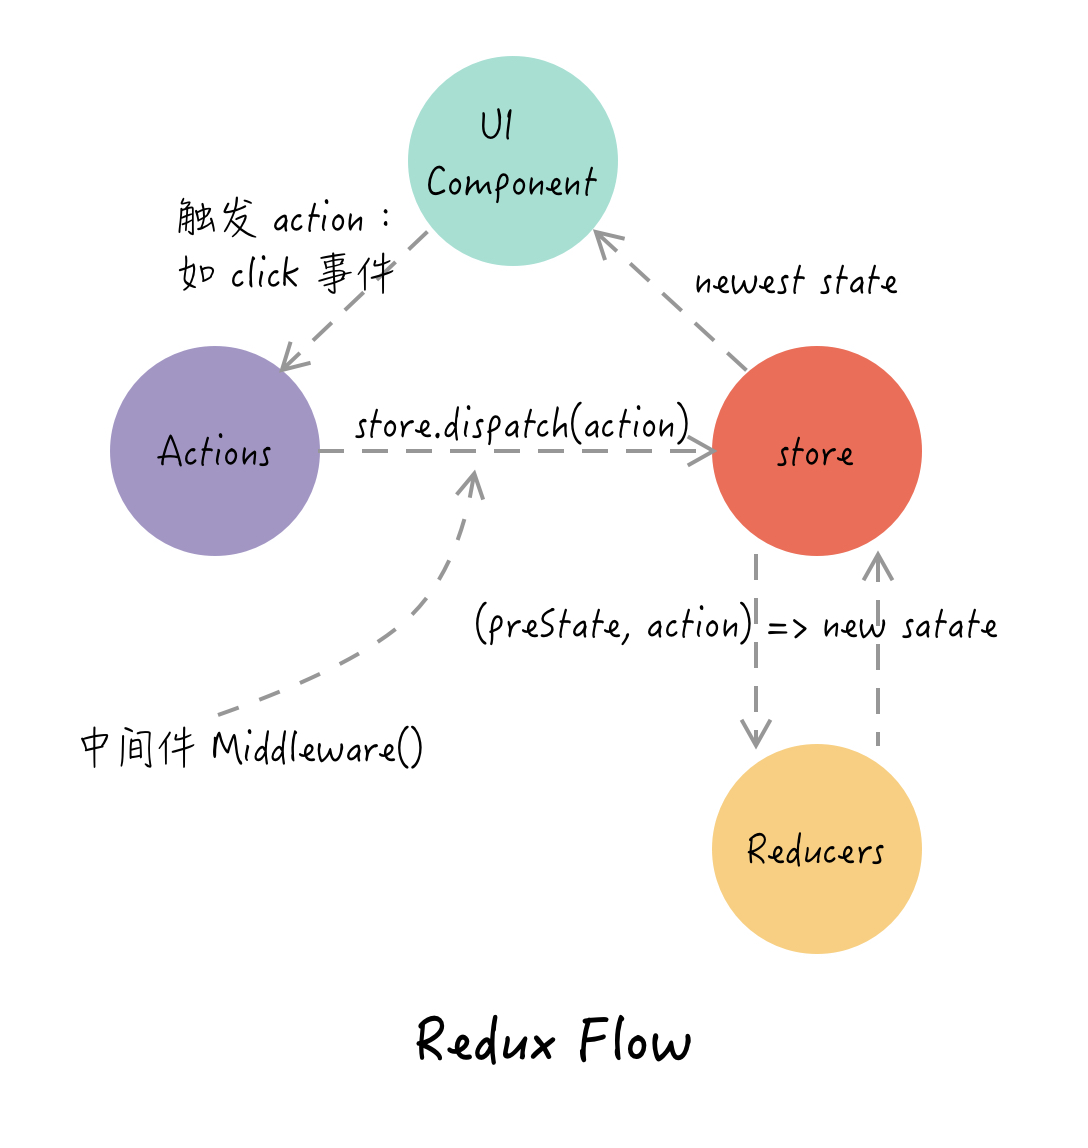 UI
Component
触发 action：
如 click 事件
newest state
store.dispatch(action)
Actions
store
(preState, action) => new satate
中间件 Middleware()
Reducers
Redux Flow